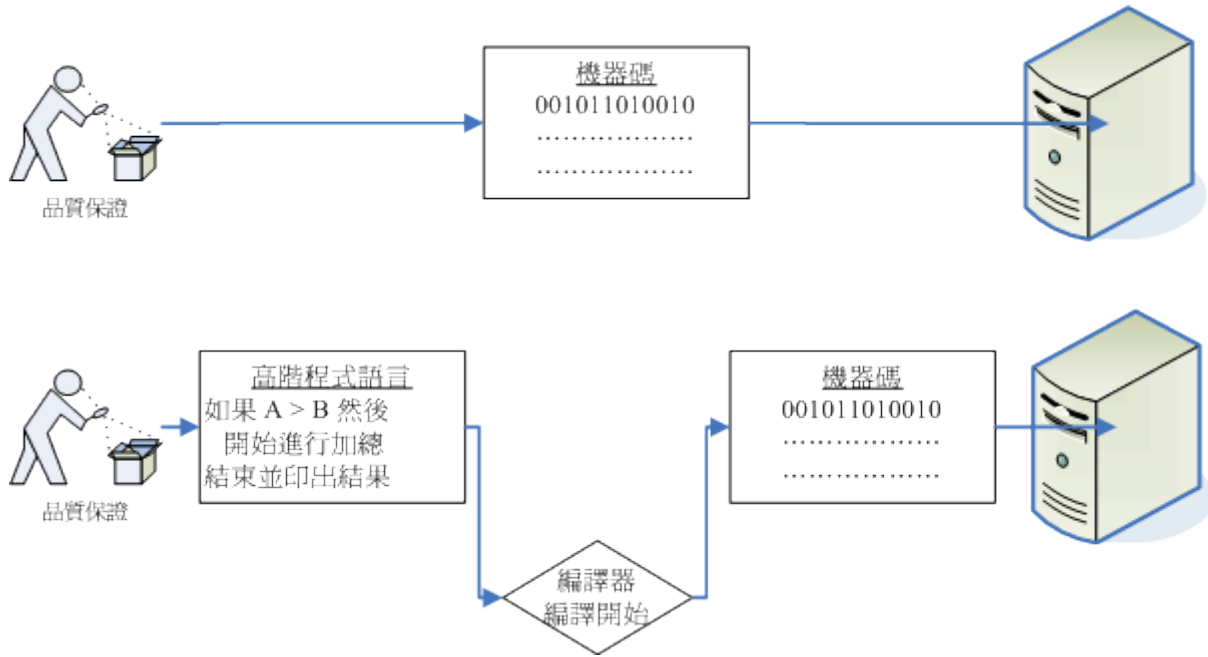 機器碼
001011010010
………………
………………
品質保證
高階程式語言
如果 A > B 然後
開始進行加總
結束並印出結果
機器碼
001011010010
………………
………………
品質保證
編譯器
編譯開始